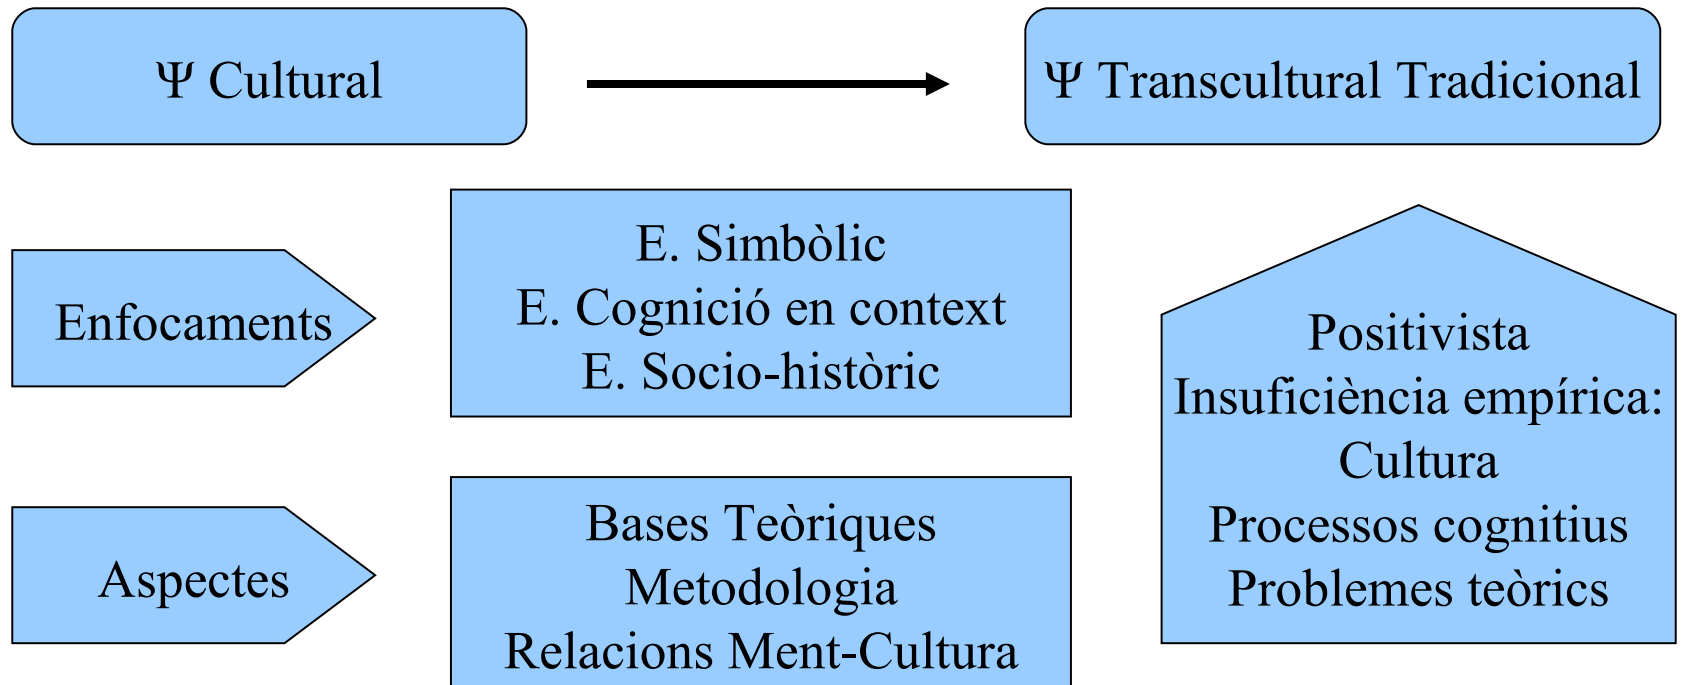 Ψ Cultural
Ψ Transcultural Tradicional
Enfocaments
E. Simbòlic
E. Cognició en context
E. Socio-històric
Aspectes
Bases Teòriques
Metodologia
Relacions Ment-Cultura
Positivista
Insuficiència empírica:
Cultura
Processos cognitius
Problemes teòrics